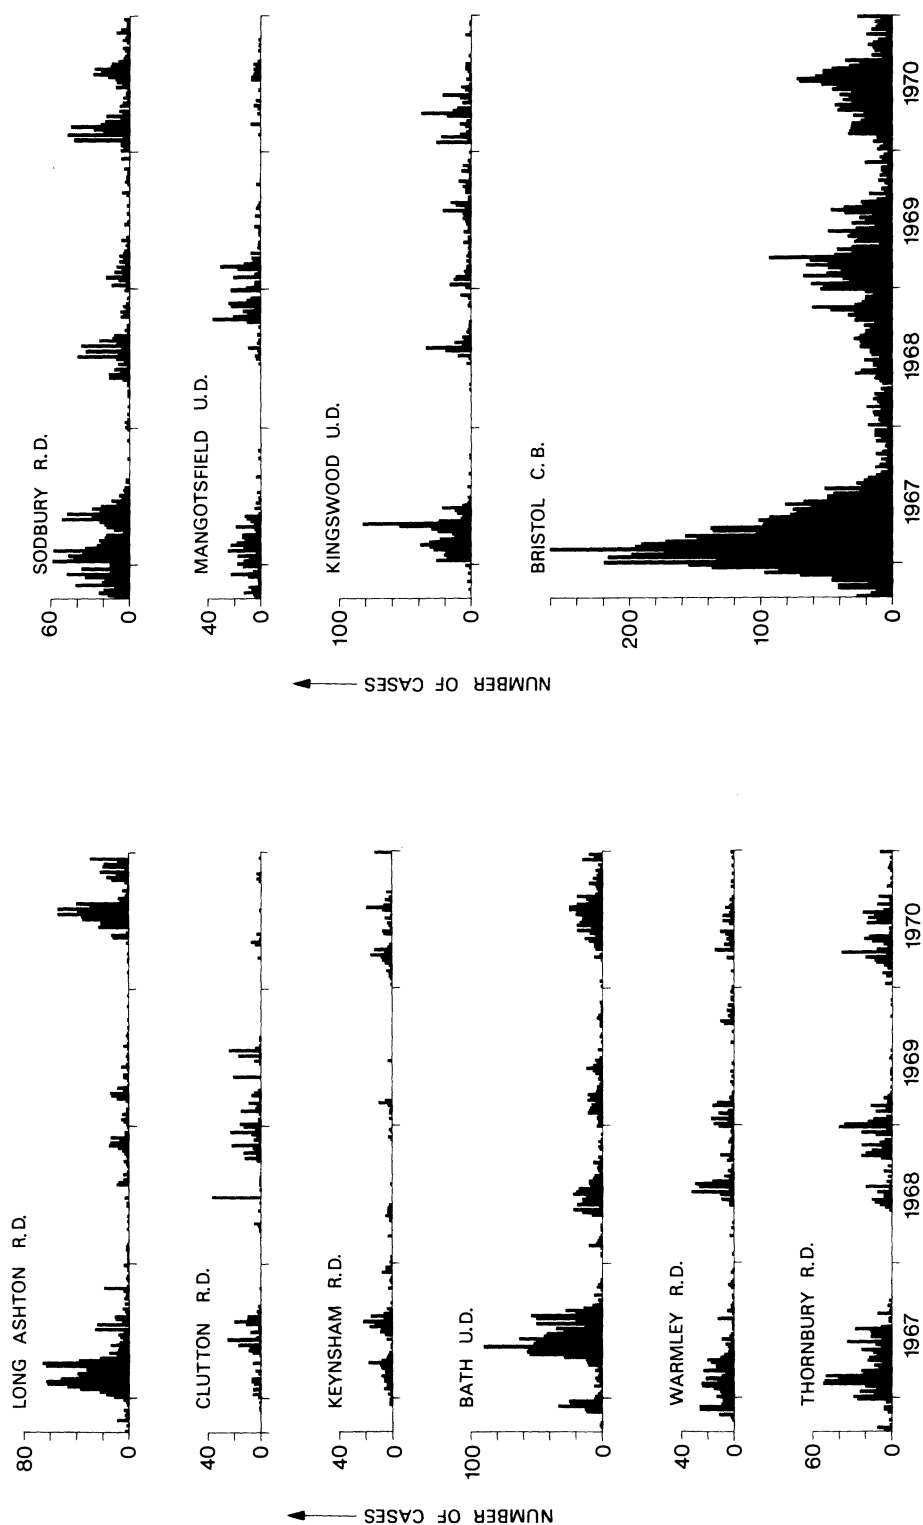 LONG ASHTON R.D.
80
0
CLUTTON R.D.
40
0
KEYNSHAM R.D.
40
0
BATH U.D.
100
0
WARMLEY R.D.
40
0
THORNBURY R.D.
60
0
1967
1968
1969
1970
NUMBER OF CASES
SODBURY R.D.
60
0
MANGOTSFIELD U.D.
40
0
KINGSWOOD U.D.
100
0
BRISTOL C.B.
200
100
0
1967
1968
1969
1970
NUMBER OF CASES